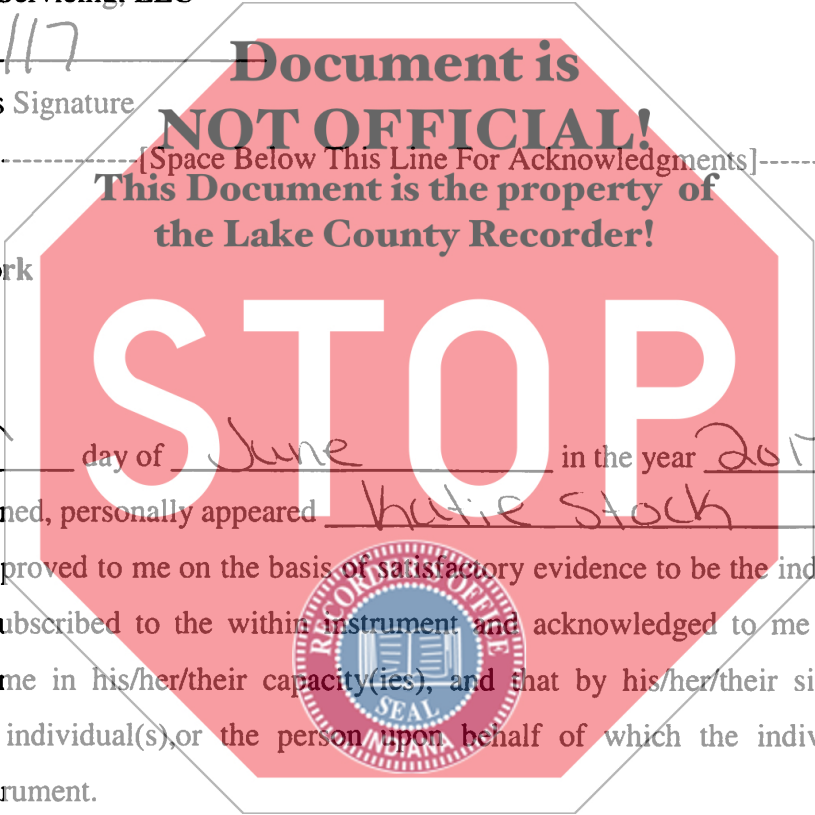 Servicing, LLC
117
s Signature
Document is
NOT OFFICIAL!
[Space Below This Line For Acknowledgments]
This Document is the property of
the Lake County Recorder!
ork
STOP
day of June in the year 201
ned, personally appeared Katie Stock
proved to me on the basis of satisfactory evidence to be the ind
ubscribed to the within instrument and acknowledged to me
me in his/her/their capacity(ies), and that by his/her/their si
individual(s),or the person upon behalf of which the indiv
rument.
RECORDER'S OFFICE
SEAL
INDIANA